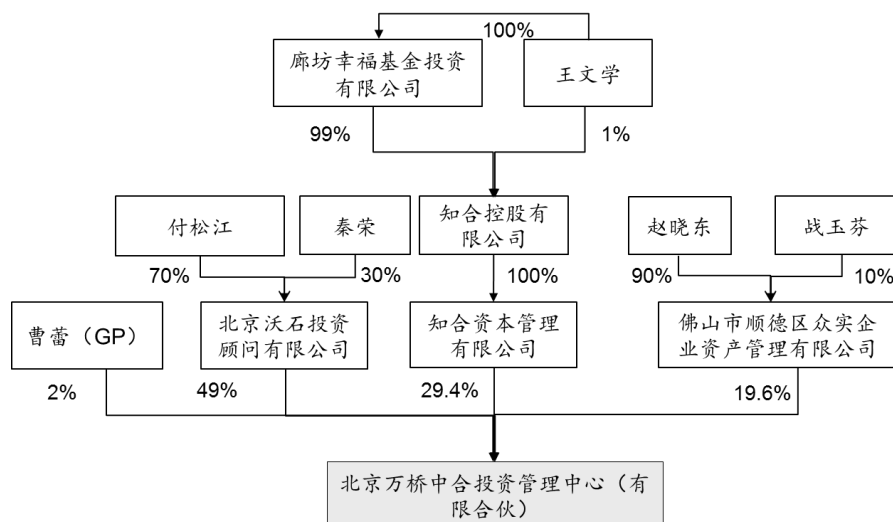 100%
廊坊幸福基金投资
有限公司
王文学
99%
1%
付松江
秦荣
知合控股有
限公司
赵晓东
战玉芬
70%
30%
100%
90%
10%
曹蕾（GP）
北京沃石投资
顾问有限公司
知合资本管理
有限公司
佛山市顺德区众实企
业资产管理有限公司
2%
49%
29.4%
19.6%
北京万桥中合投资管理中心（有
限合伙）